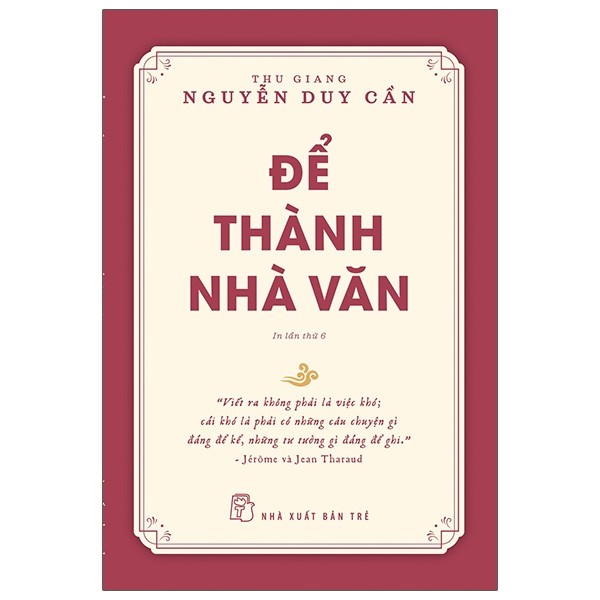 THU GIANG
NGUYỄN DUY CẦN
ĐỂ
THÀNH
NHÀ VĂN
In lần thứ 6
“Viết ra không phải là việc khó;
cái khó là phải có những câu chuyện gì
đáng để kể, những tư tưởng gì đáng để ghi.”
- Jérôme và Jean Tharaud
NHÀ XUẤT BẢN TRẺ